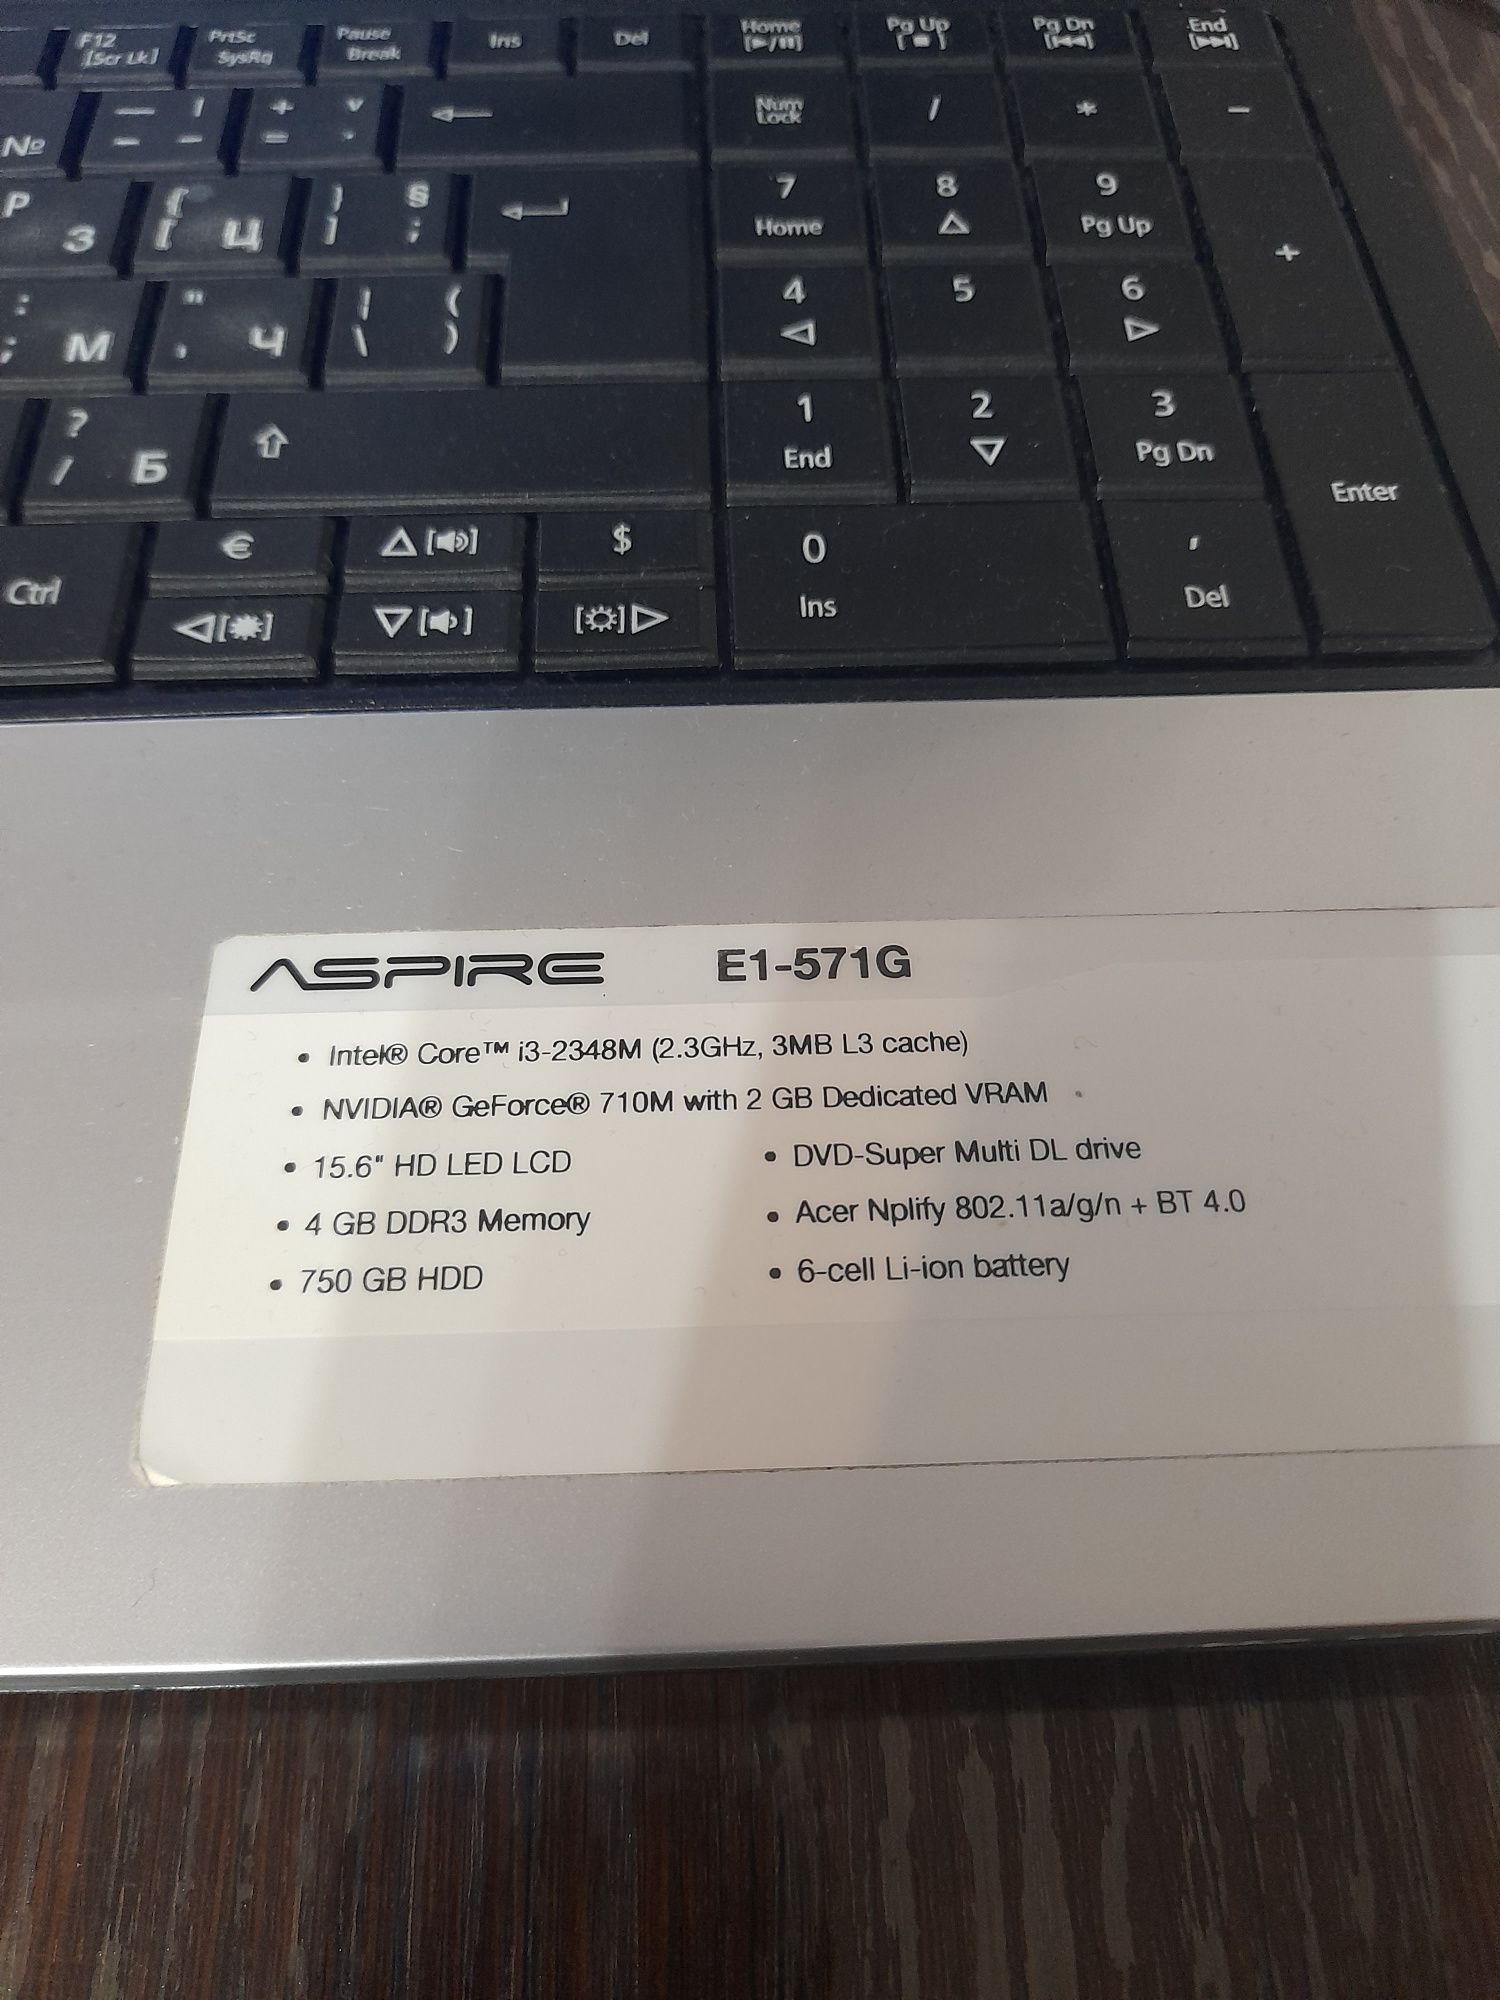 F12 PrtSc Pause Ins Del Home Pg Up Pg Dn End
[Scr Lk] SysRq Break
№ — ! + V Num Lock / * -
- - = .
P } § 7 8 9
З [ Ц ] ; Home Pg Up +
: " | ( 4 5 6
; М , Ч \ )
? 1 2 3
/ Б End Pg Dn Enter
€ $ 0 ,
Ctrl Ins Del
ASPIRE E1-571G
• Intel® Core™ i3-2348M (2.3GHz, 3MB L3 cache)
• NVIDIA® GeForce® 710M with 2 GB Dedicated VRAM
• 15.6" HD LED LCD • DVD-Super Multi DL drive
• 4 GB DDR3 Memory • Acer Nplify 802.11a/g/n + BT 4.0
• 750 GB HDD • 6-cell Li-ion battery